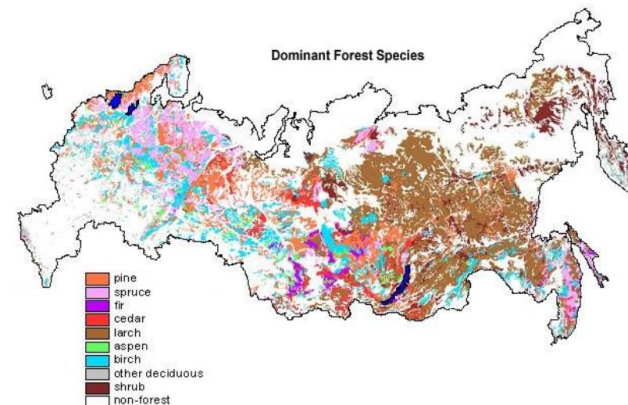 Dominant Forest Species
pine
spruce
fir
cedar
larch
aspen
birch
other deciduous
shrub
non-forest